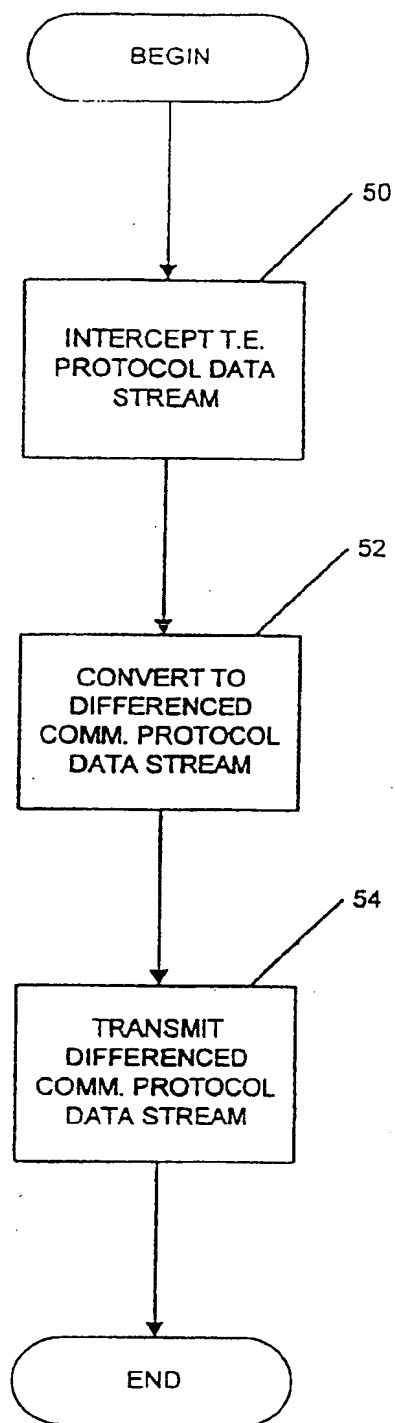 BEGIN
50
INTERCEPT T.E.
PROTOCOL DATA
STREAM
52
CONVERT TO
DIFFERENCED
COMM. PROTOCOL
DATA STREAM
54
TRANSMIT
DIFFERENCED
COMM. PROTOCOL
DATA STREAM
END